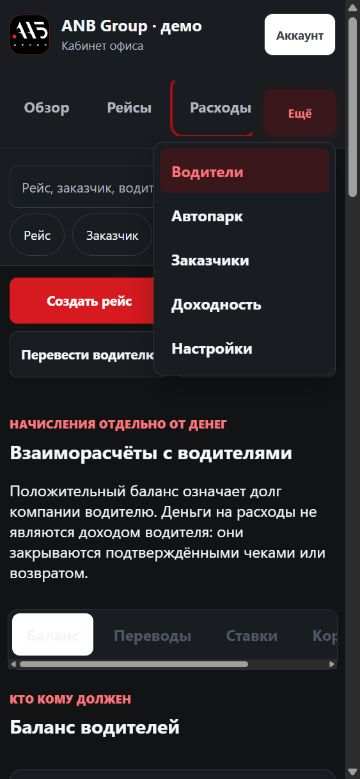 ANB
ANB Group · демо
Кабинет офиса
Аккаунт
Обзор
Рейсы
Расходы
Ещё
Водители
Рейс, заказчик, водит
Автопарк
Рейс
Заказчик
Заказчики
Создать рейс
Доходность
Перевести водителю
Настройки
НАЧИСЛЕНИЯ ОТДЕЛЬНО ОТ ДЕНЕГ
Взаиморасчёты с водителями
Положительный баланс означает долг
компании водителю. Деньги на расходы не
являются доходом водителя: они
закрываются подтверждёнными чеками или
возвратом.
Баланс
Переводы
Ставки
Кор
КТО КОМУ ДОЛЖЕН
Баланс водителей